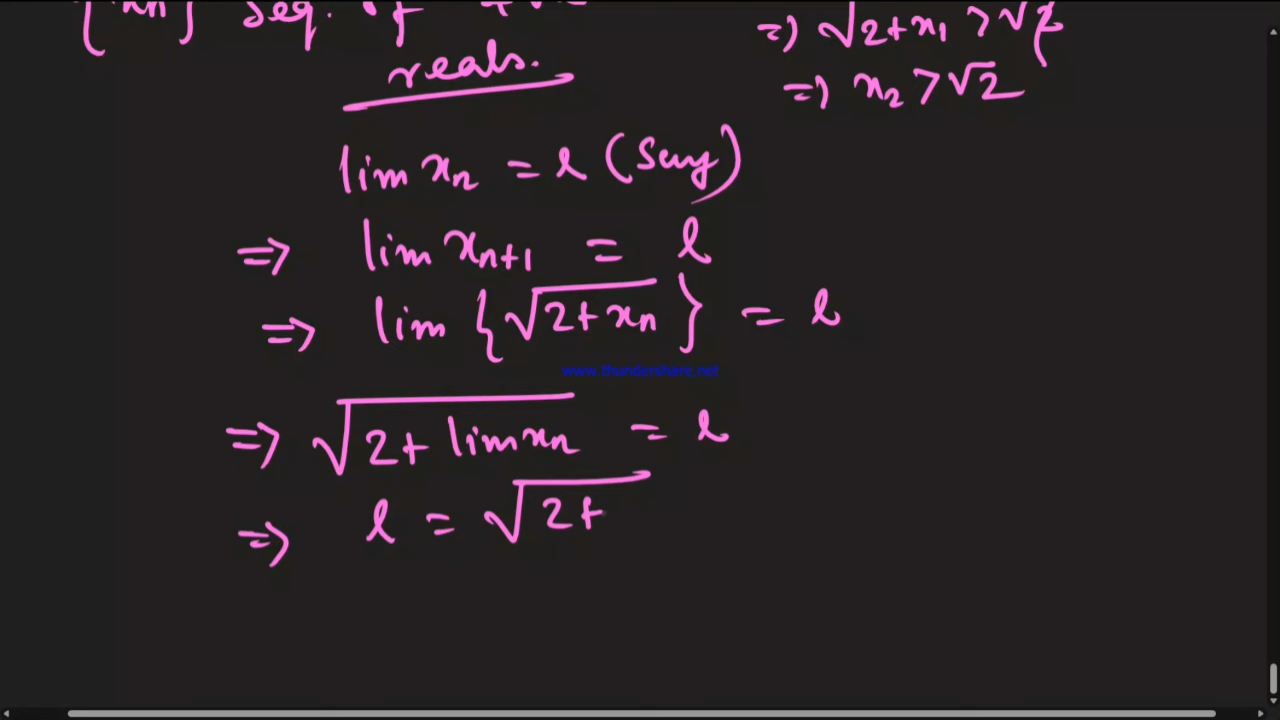 {xn} seq. of +ve
reals.
=> √2+x₁ > √2
=> x₂ > √2
lim xₙ = l (say)
=> lim xₙ₊₁ = l
=> lim {√2+xₙ} = l
www.thundershare.net
=> √2+ lim xₙ = l
=> l = √2+